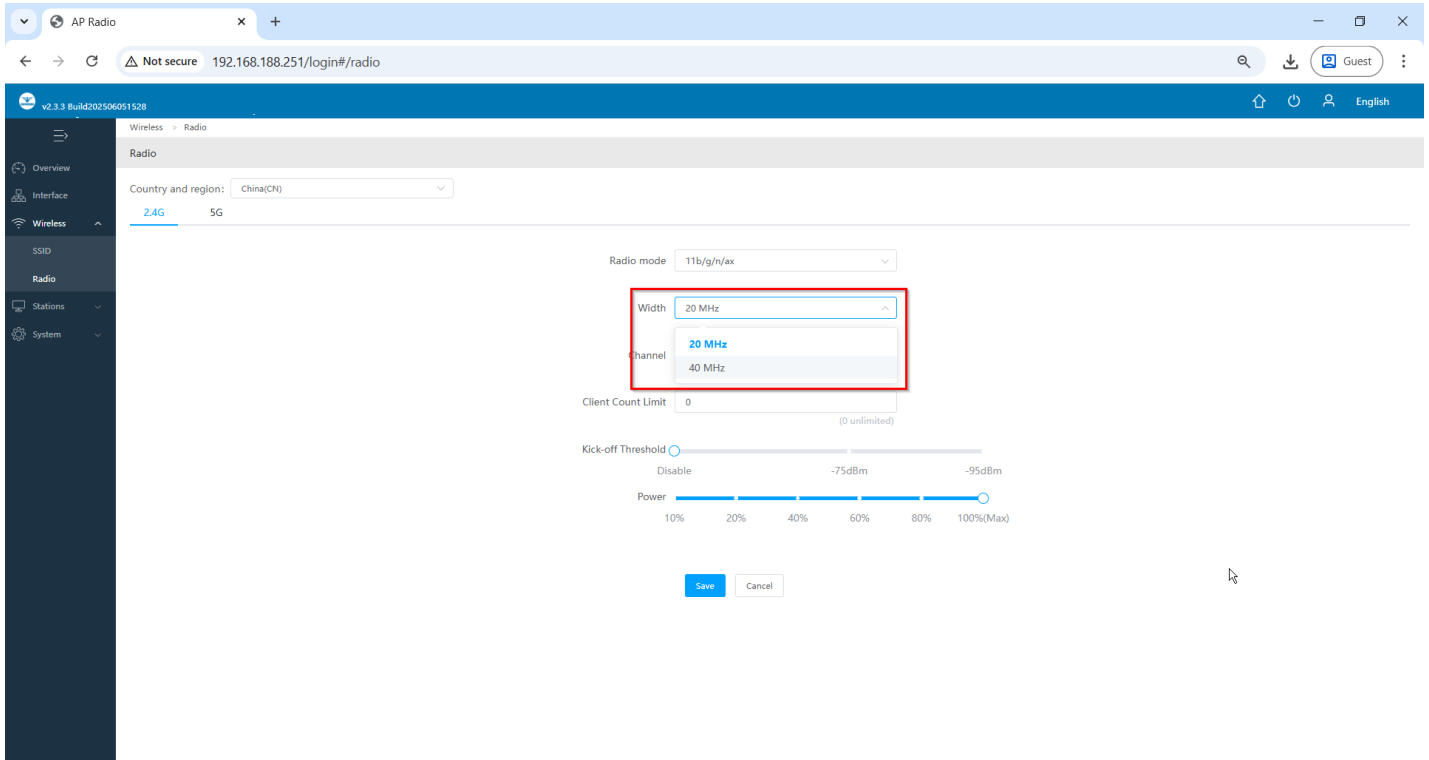 AP Radio
Not secure 192.168.188.251/login#/radio Guest
v2.3.3 Build202506051528 English
Wireless > Radio
Radio
Overview
Interface
Wireless
SSID
Radio
Stations
System
Country and region: China(CN)
2.4G 5G
Radio mode 11b/g/n/ax
Width 20 MHz
20 MHz
Channel
40 MHz
Client Count Limit 0
(0 unlimited)
Kick-off Threshold
Disable -75dBm -95dBm
Power
10% 20% 40% 60% 80% 100%(Max)
Save Cancel